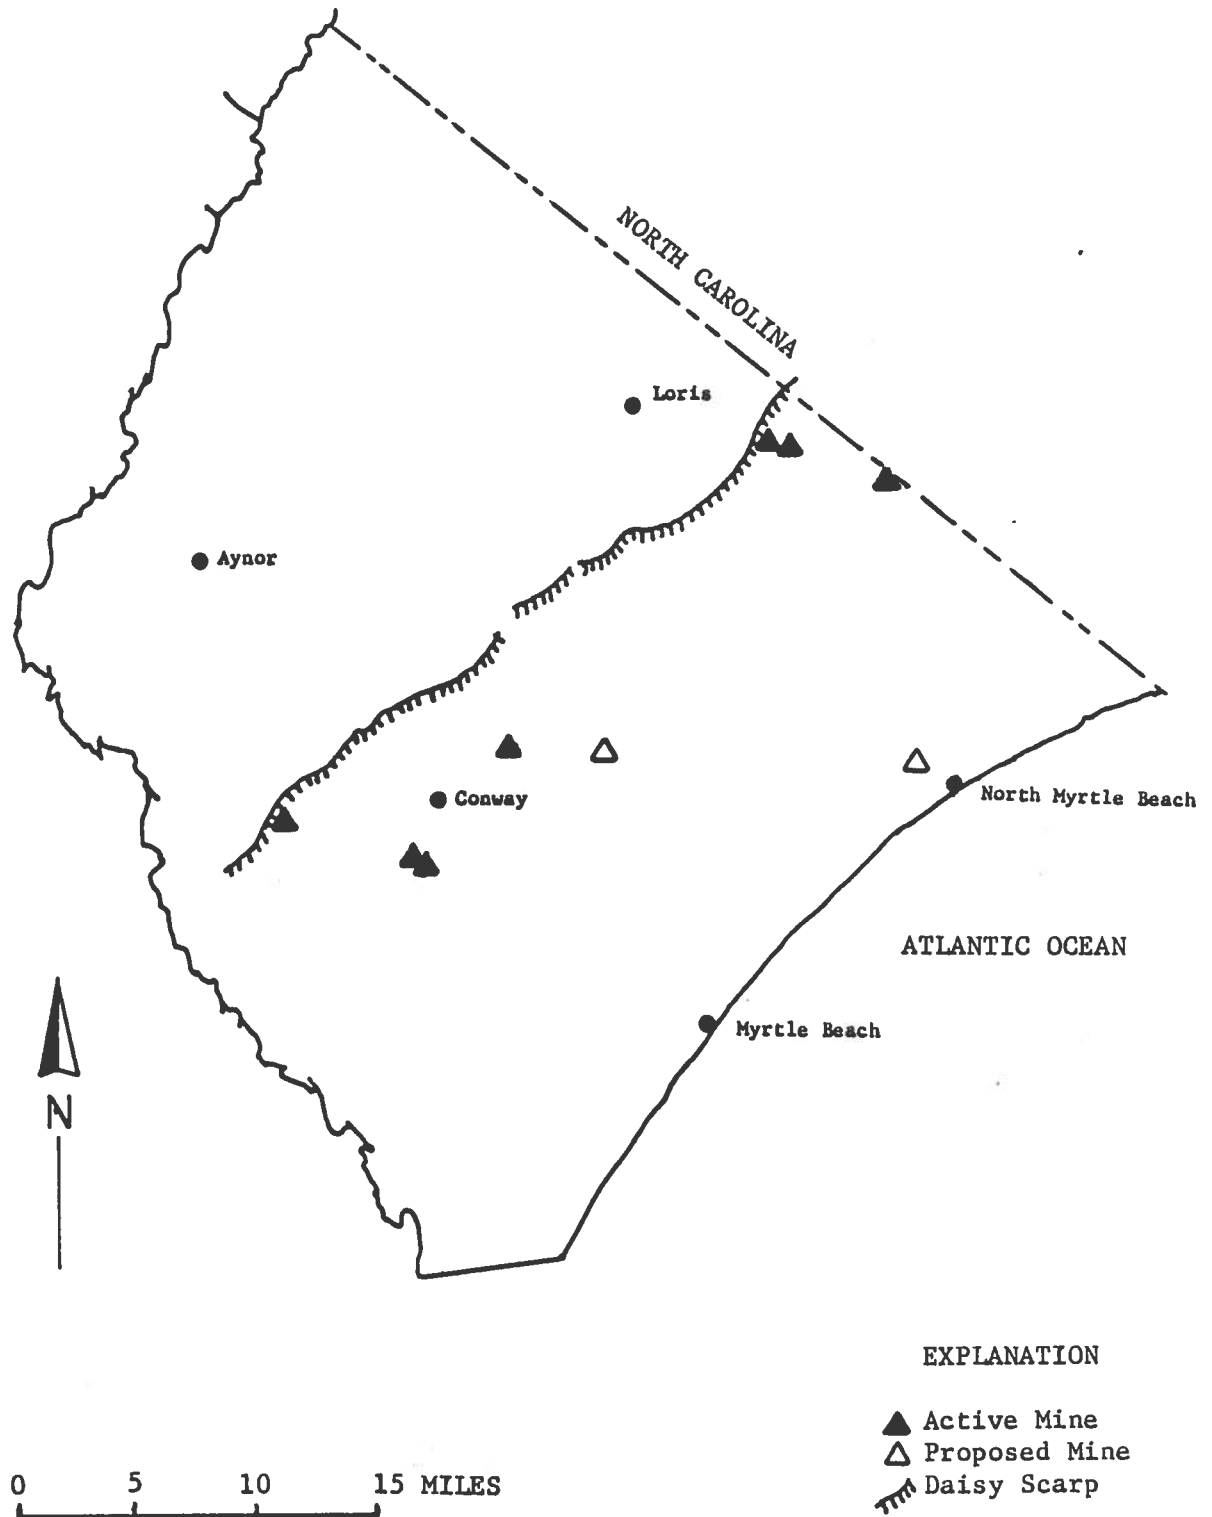 NORTH CAROLINA
Loris
Aynor
Conway
North Myrtle Beach
ATLANTIC OCEAN
Myrtle Beach
N
EXPLANATION
Active Mine
Proposed Mine
Daisy Scarp
0 5 10 15 MILES